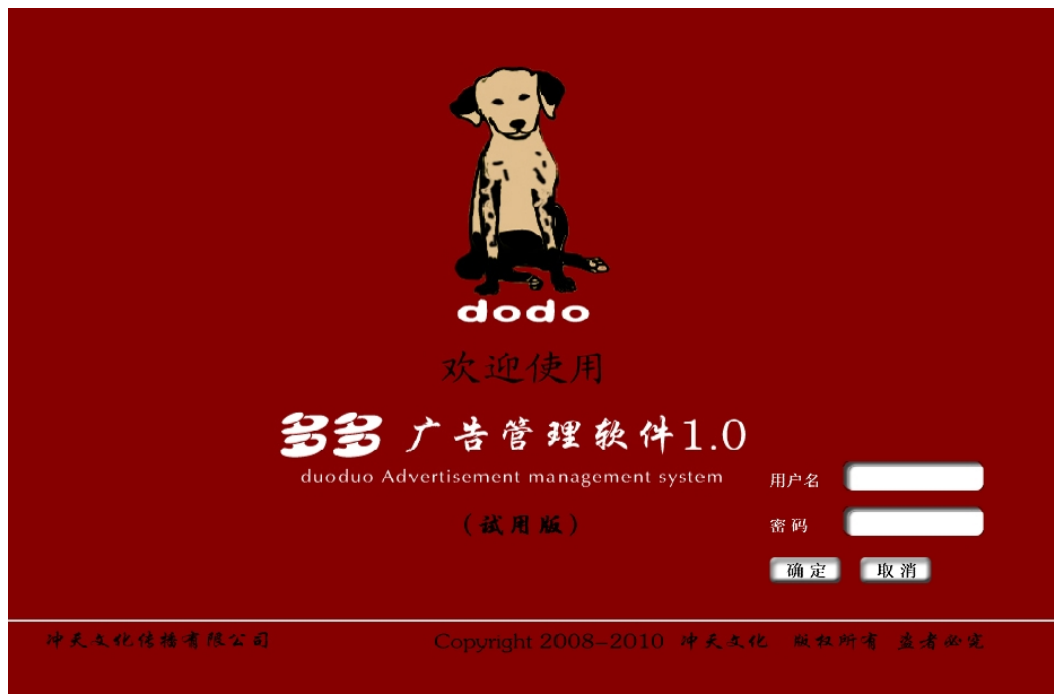 dodo
欢迎使用
多多 广告管理软件1.0
duoduo Advertisement management system
(试用版)
用户名
密码
确定 取消
冲天文化传播有限公司 Copyright 2008-2010 冲天文化 版权所有 盗者必究